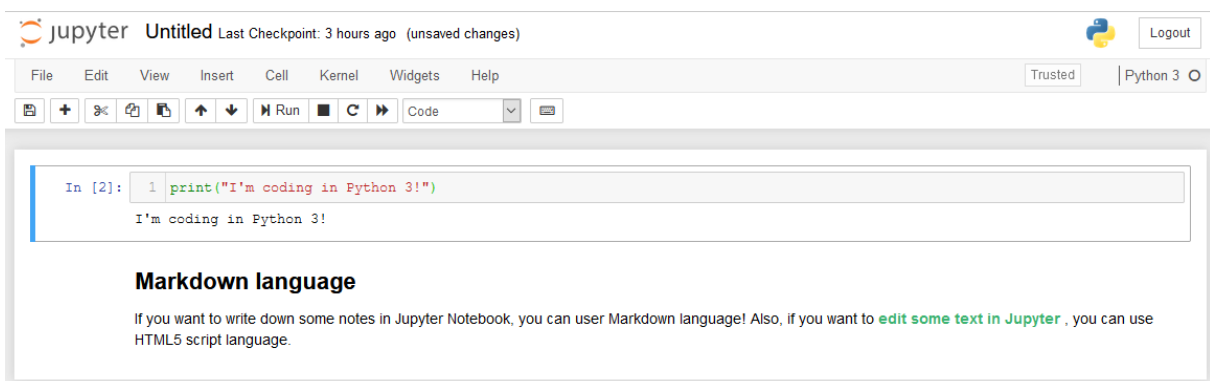 jupyter Untitled Last Checkpoint: 3 hours ago (unsaved changes) Logout
File Edit View Insert Cell Kernel Widgets Help Trusted Python 3
Run Code
In [2]: 1 print("I'm coding in Python 3!")
I'm coding in Python 3!
Markdown language
If you want to write down some notes in Jupyter Notebook, you can user Markdown language! Also, if you want to edit some text in Jupyter , you can use
HTML5 script language.